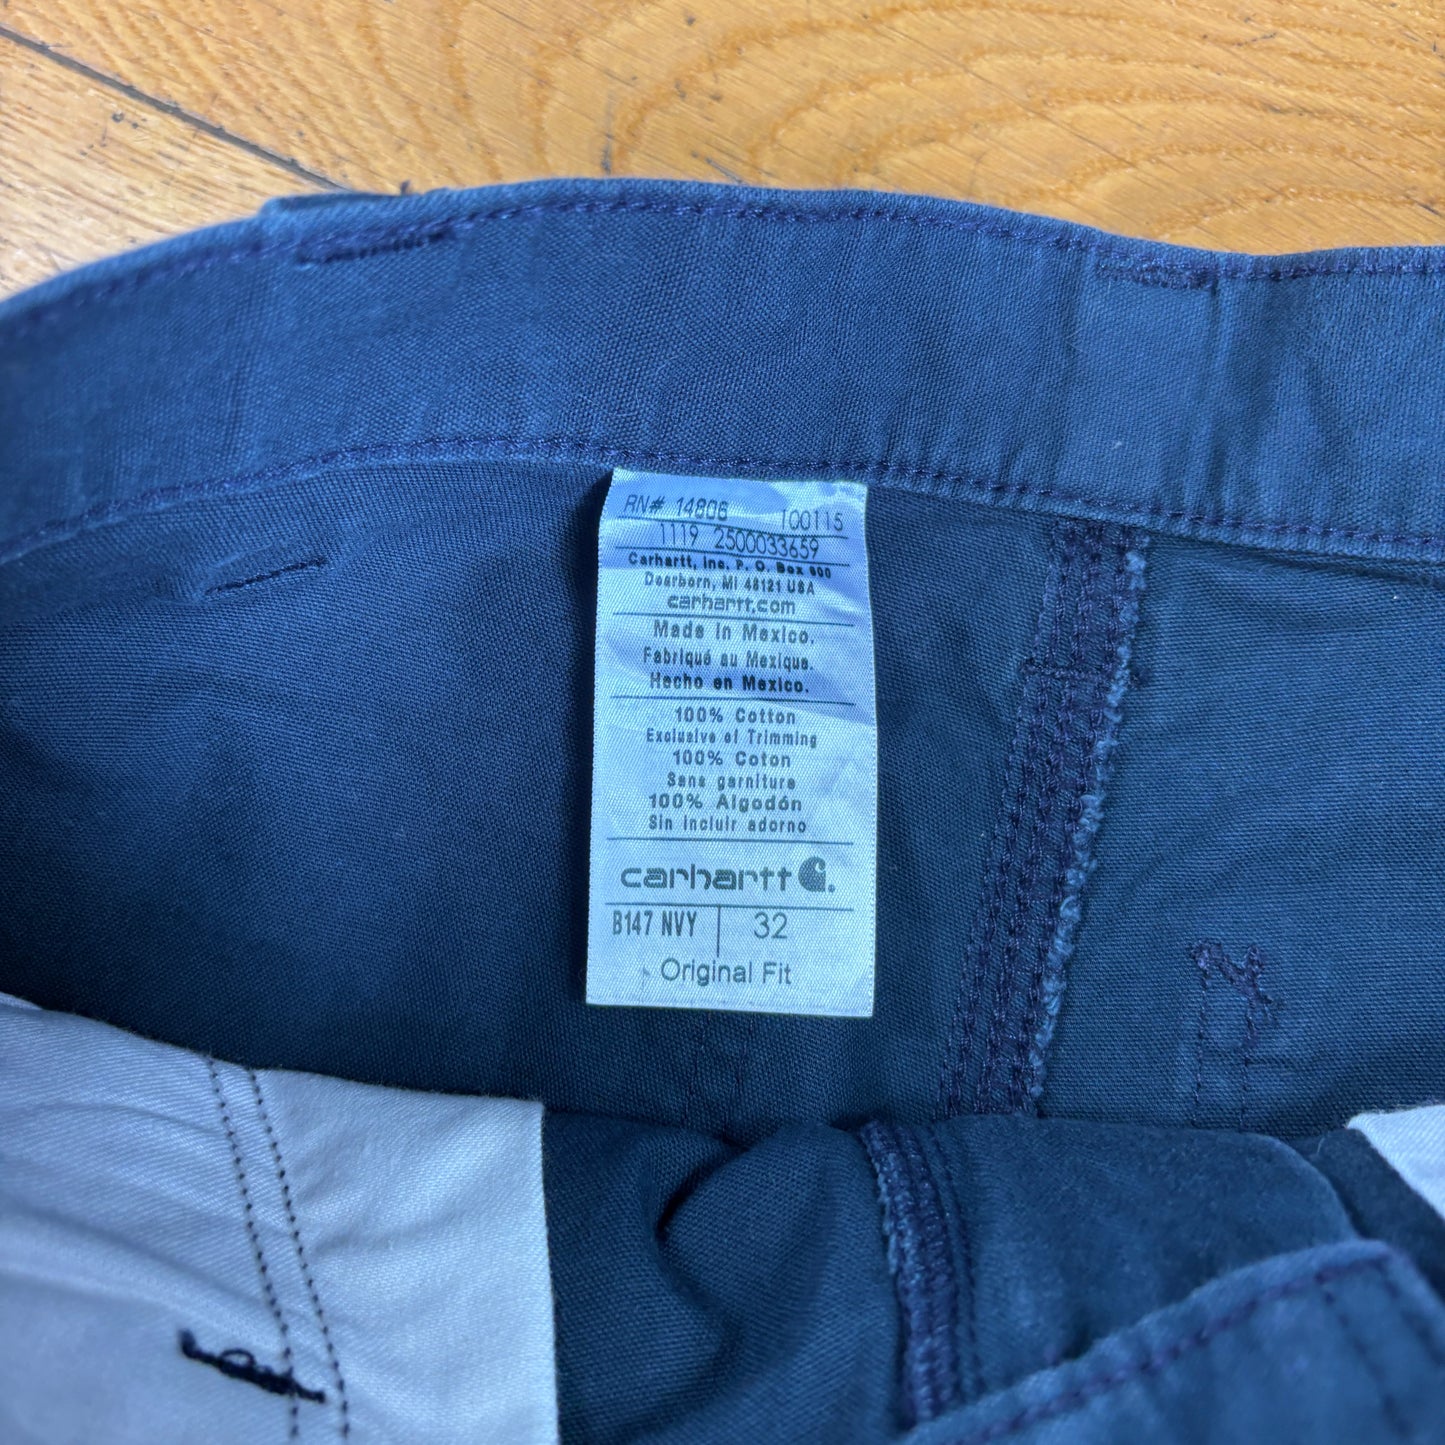 RN# 14806 100115
1119 2500033659
Carhartt, Inc. P. O. Box 600
Dearborn, MI 48121 USA
carhartt.com
Made in Mexico.
Fabriqué au Mexique.
Hecho en Mexico.
100% Cotton
Exclusive of Trimming
100% Coton
Sans garniture
100% Algodón
Sin incluir adorno
carhartt
B147 NVY 32
Original Fit